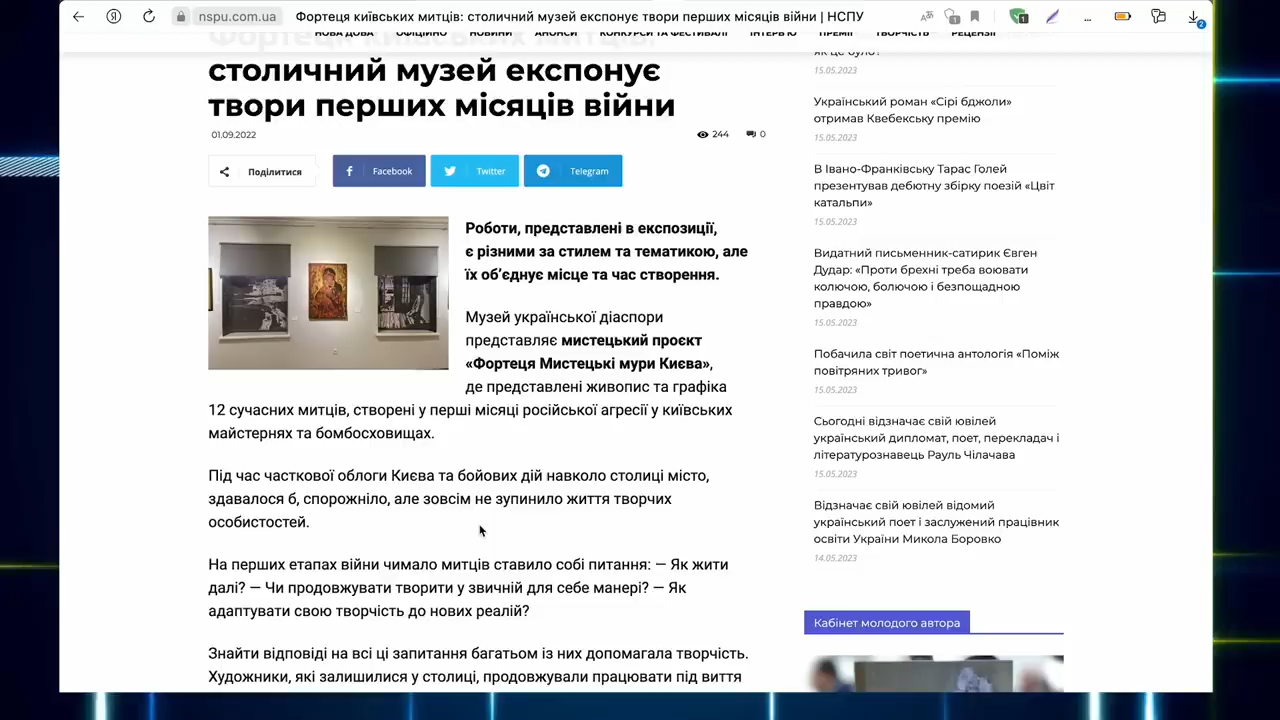 nspu.com.ua
Фортеця київських митців: столичний музей експонує твори перших місяців війни | НСПУ
1
1
...
2
НОВА ДОБА
ОФІЦІЙНО
НОВИНИ
АНОНСИ
КОНКУРСИ ТА ФЕСТИВАЛІ
ІНТЕРВ'Ю
ПРЕМІЇ
ТВОРЧІСТЬ
РЕЦЕНЗІЇ
Фортеця київських митців:
столичний музей експонує
твори перших місяців війни
01.09.2022
244
0
Поділитися
Facebook
Twitter
Telegram
Роботи, представлені в експозиції,
є різними за стилем та тематикою, але
їх об’єднує місце та час створення.
Музей української діаспори
представляє мистецький проєкт
«Фортеця Мистецькі мури Києва»,
де представлені живопис та графіка
12 сучасних митців, створені у перші місяці російської агресії у київських
майстернях та бомбосховищах.
Під час часткової облоги Києва та бойових дій навколо столиці місто,
здавалося б, спорожніло, але зовсім не зупинило життя творчих
особистостей.
На перших етапах війни чимало митців ставило собі питання: — Як жити
далі? — Чи продовжувати творити у звичній для себе манері? — Як
адаптувати свою творчість до нових реалій?
Знайти відповіді на всі ці запитання багатьом із них допомагала творчість.
Художники, які залишилися у столиці, продовжували працювати під виття
як це було?
15.05.2023
Український роман «Сірі бджоли»
отримав Квебекську премію
15.05.2023
В Івано-Франківську Тарас Голей
презентував дебютну збірку поезій «Цвіт
катальпи»
15.05.2023
Видатний письменник-сатирик Євген
Дудар: «Проти брехні треба воювати
колючою, болючою і безпощадною
правдою»
15.05.2023
Побачила світ поетична антологія «Поміж
повітряних тривог»
15.05.2023
Сьогодні відзначає свій ювілей
український дипломат, поет, перекладач і
літературознавець Рауль Чілачава
15.05.2023
Відзначає свій ювілей відомий
український поет і заслужений працівник
освіти України Микола Боровко
14.05.2023
Кабінет молодого автора